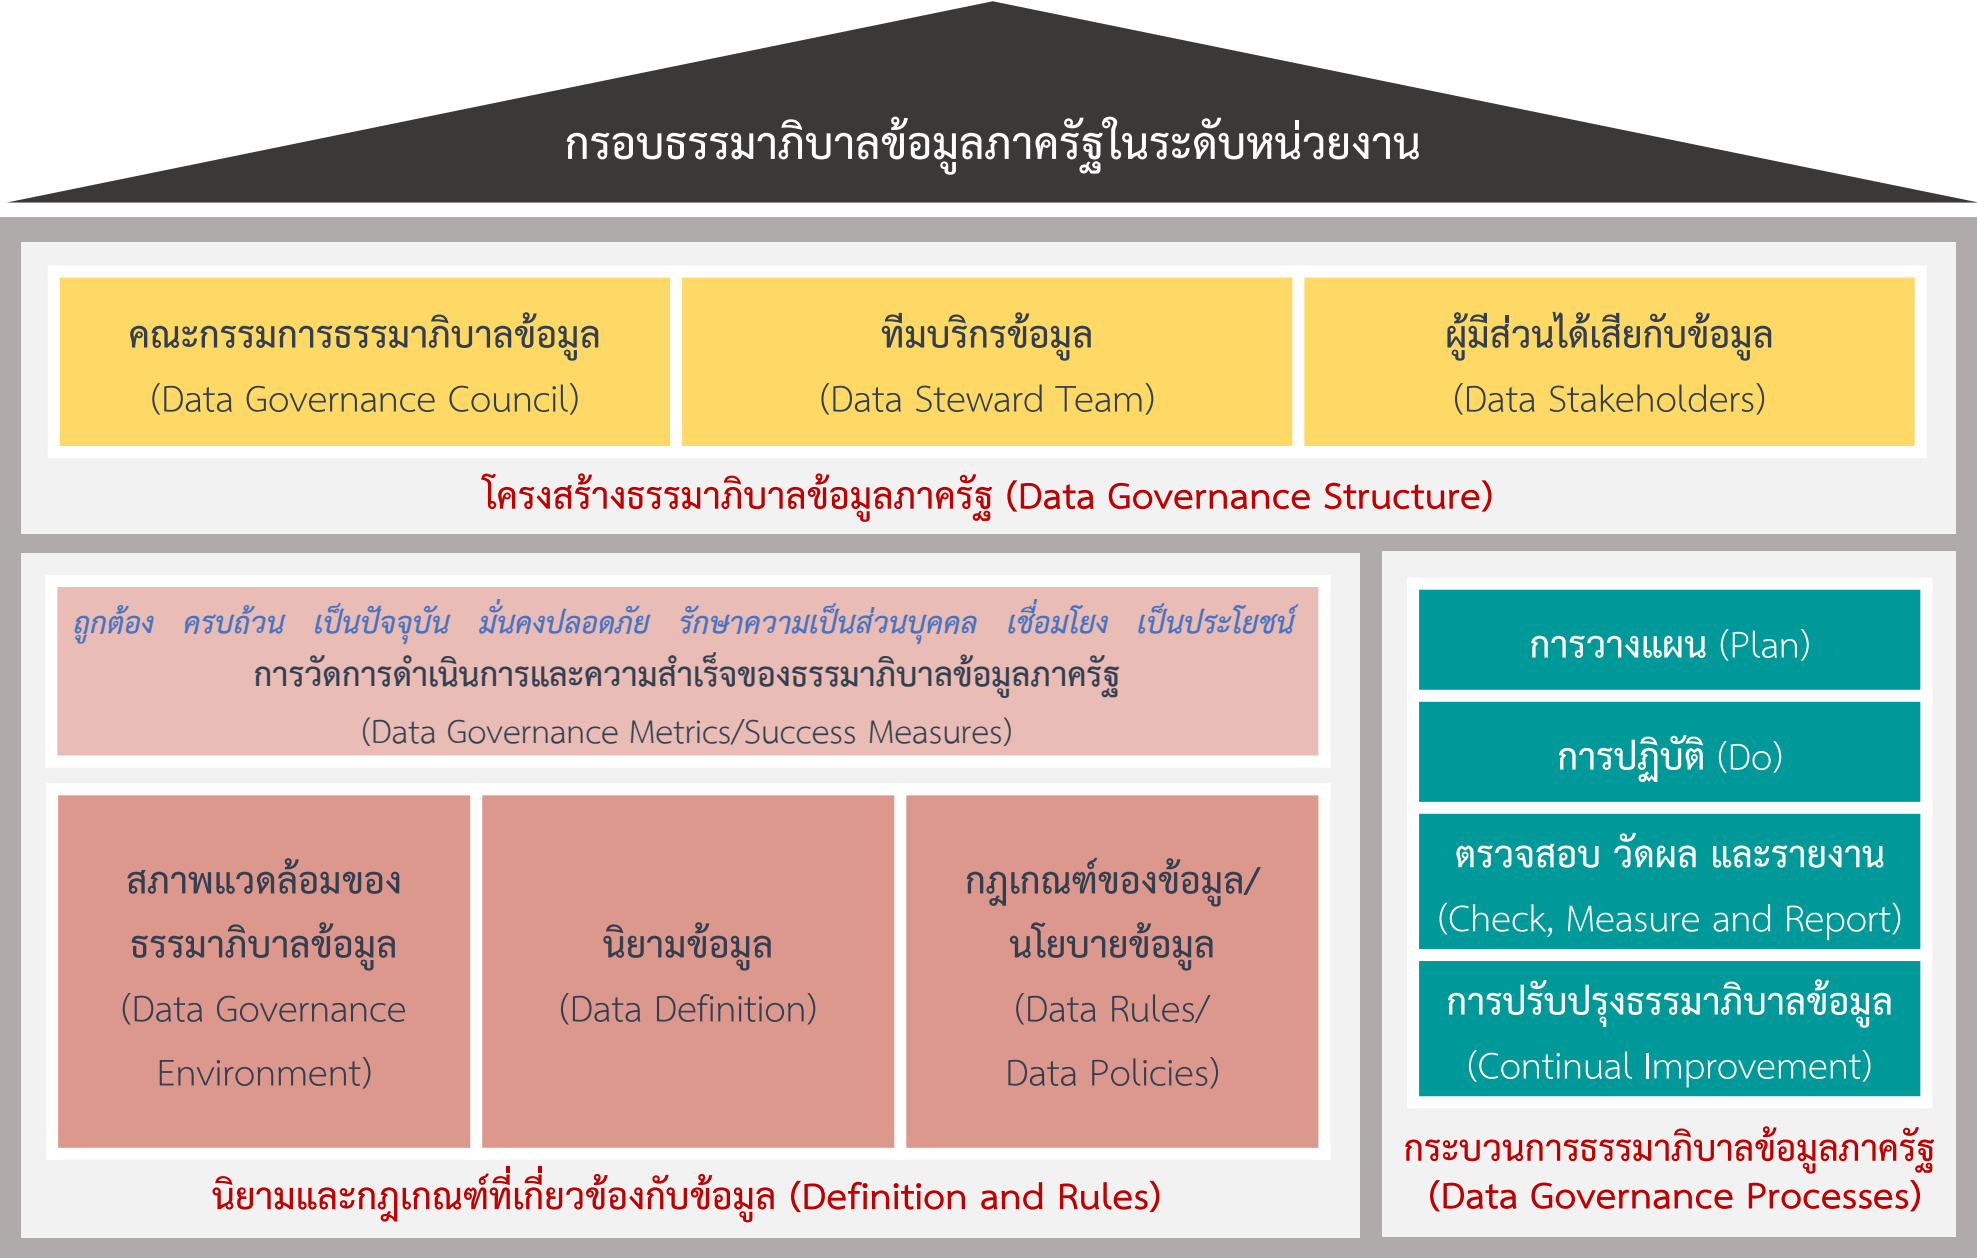 กรอบธรรมาภิบาลข้อมูลภาครัฐในระดับหน่วยงาน
คณะกรรมการธรรมาภิบาลข้อมูล
(Data Governance Council)
ทีมบริกรข้อมูล
(Data Steward Team)
ผู้มีส่วนได้เสียกับข้อมูล
(Data Stakeholders)
โครงสร้างธรรมาภิบาลข้อมูลภาครัฐ (Data Governance Structure)
ถูกต้อง ครบถ้วน เป็นปัจจุบัน มั่นคงปลอดภัย รักษาความเป็นส่วนบุคคล เชื่อมโยง เป็นประโยชน์
การวัดการดำเนินการและความสำเร็จของธรรมาภิบาลข้อมูลภาครัฐ
(Data Governance Metrics/Success Measures)
สภาพแวดล้อมของ
ธรรมาภิบาลข้อมูล
(Data Governance
Environment)
นิยามข้อมูล
(Data Definition)
กฎเกณฑ์ของข้อมูล/
นโยบายข้อมูล
(Data Rules/
Data Policies)
นิยามและกฎเกณฑ์ที่เกี่ยวข้องกับข้อมูล (Definition and Rules)
การวางแผน (Plan)
การปฏิบัติ (Do)
ตรวจสอบ วัดผล และรายงาน
(Check, Measure and Report)
การปรับปรุงธรรมาภิบาลข้อมูล
(Continual Improvement)
กระบวนการธรรมาภิบาลข้อมูลภาครัฐ
(Data Governance Processes)